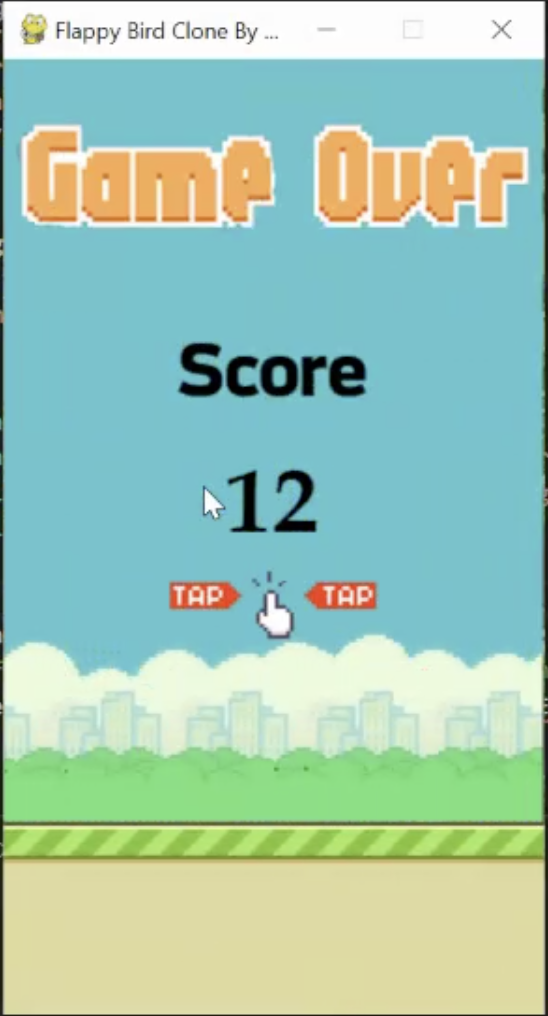 Flappy Bird Clone By ...
Game Over
Score
12
TAP TAP